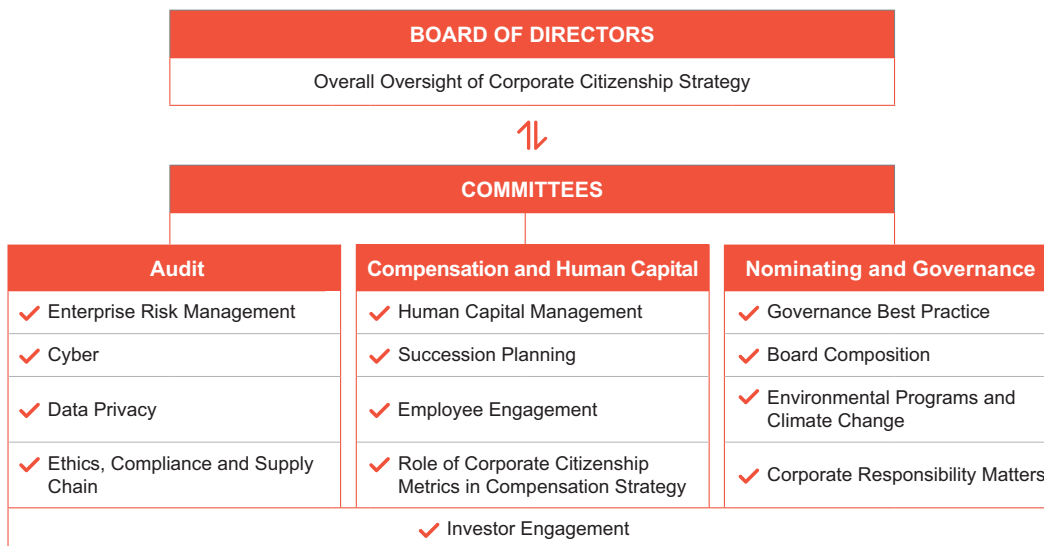 BOARD OF DIRECTORS
Overall Oversight of Corporate Citizenship Strategy
COMMITTEES
Audit
Enterprise Risk Management
Cyber
Data Privacy
Ethics, Compliance and Supply
Chain
Compensation and Human Capital
Human Capital Management
Succession Planning
Employee Engagement
Role of Corporate Citizenship
Metrics in Compensation Strategy
Nominating and Governance
Governance Best Practice
Board Composition
Environmental Programs and
Climate Change
Corporate Responsibility Matters
Investor Engagement